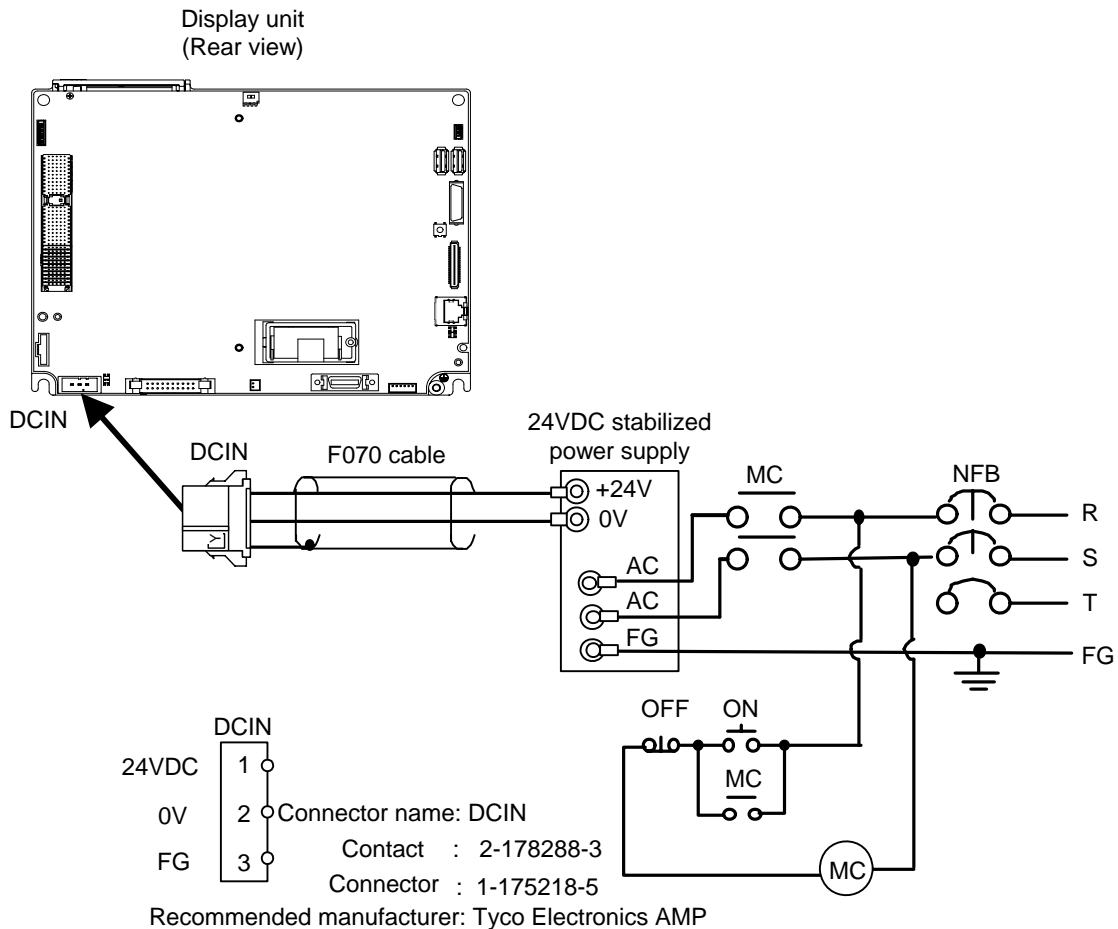 Display unit
(Rear view)
DCIN
DCIN
F070 cable
24VDC stabilized
power supply
+24V
0V
AC
AC
FG
MC
NFB
R
S
T
FG
Y
OFF
ON
MC
MC
DCIN
24VDC 1
0V 2
FG 3
Connector name: DCIN
Contact : 2-178288-3
Connector : 1-175218-5
Recommended manufacturer: Tyco Electronics AMP